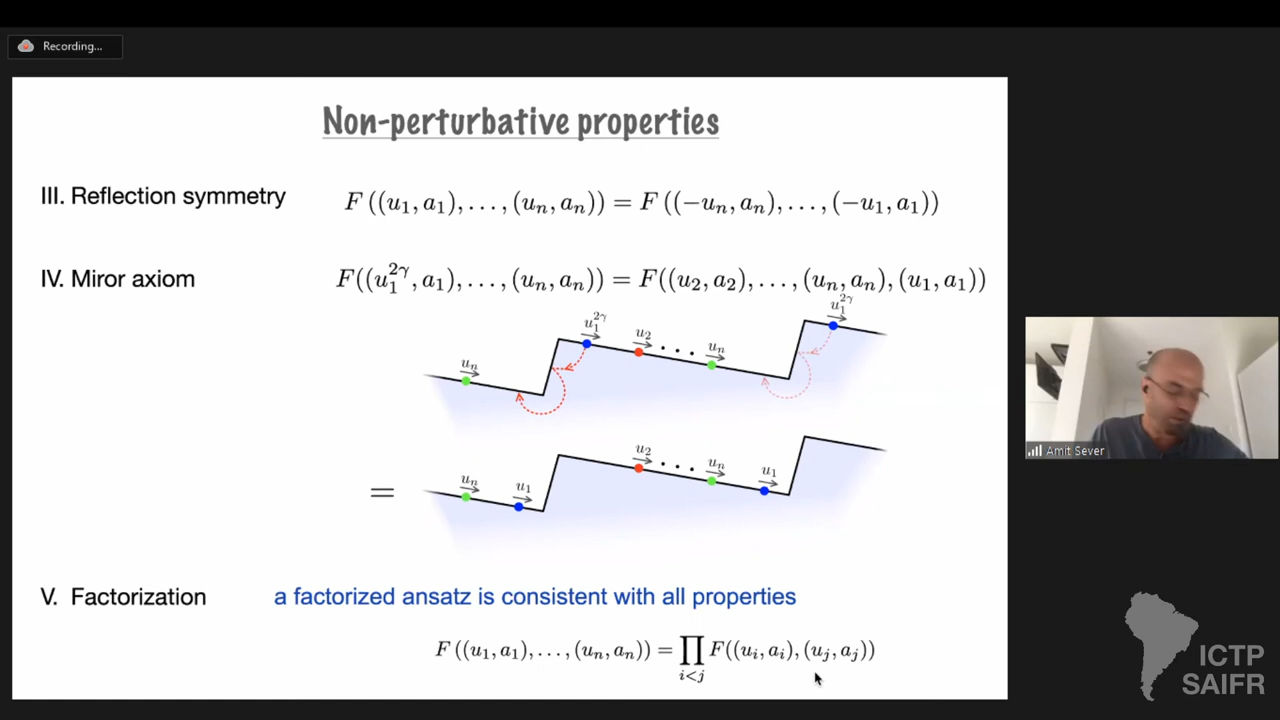 Recording...
Non-perturbative properties
III. Reflection symmetry F((u₁, a₁), . . . , (uₙ, aₙ)) = F((−uₙ, aₙ), . . . , (−u₁, a₁))
IV. Miror axiom F((u₁^{2γ}, a₁), . . . , (uₙ, aₙ)) = F((u₂, a₂), . . . , (uₙ, aₙ), (u₁, a₁))
u₁^{2γ}
u₁^{2γ}
uₙ u₂ uₙ
= uₙ u₁ u₂ uₙ u₁
Amit Sever
V. Factorization a factorized ansatz is consistent with all properties
F((u₁, a₁), . . . , (uₙ, aₙ)) = ∏_{i<j} F((uᵢ, aᵢ), (uⱼ, aⱼ))
ICTP
SAIFR